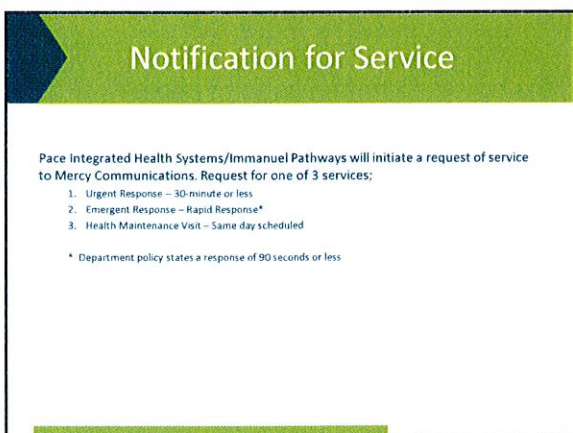 Notification for Service
Pace Integrated Health Systems/Immanuel Pathways will initiate a request of service
to Mercy Communications. Request for one of 3 services;
1. Urgent Response – 30-minute or less
2. Emergent Response – Rapid Response*
3. Health Maintenance Visit – Same day scheduled
* Department policy states a response of 90 seconds or less